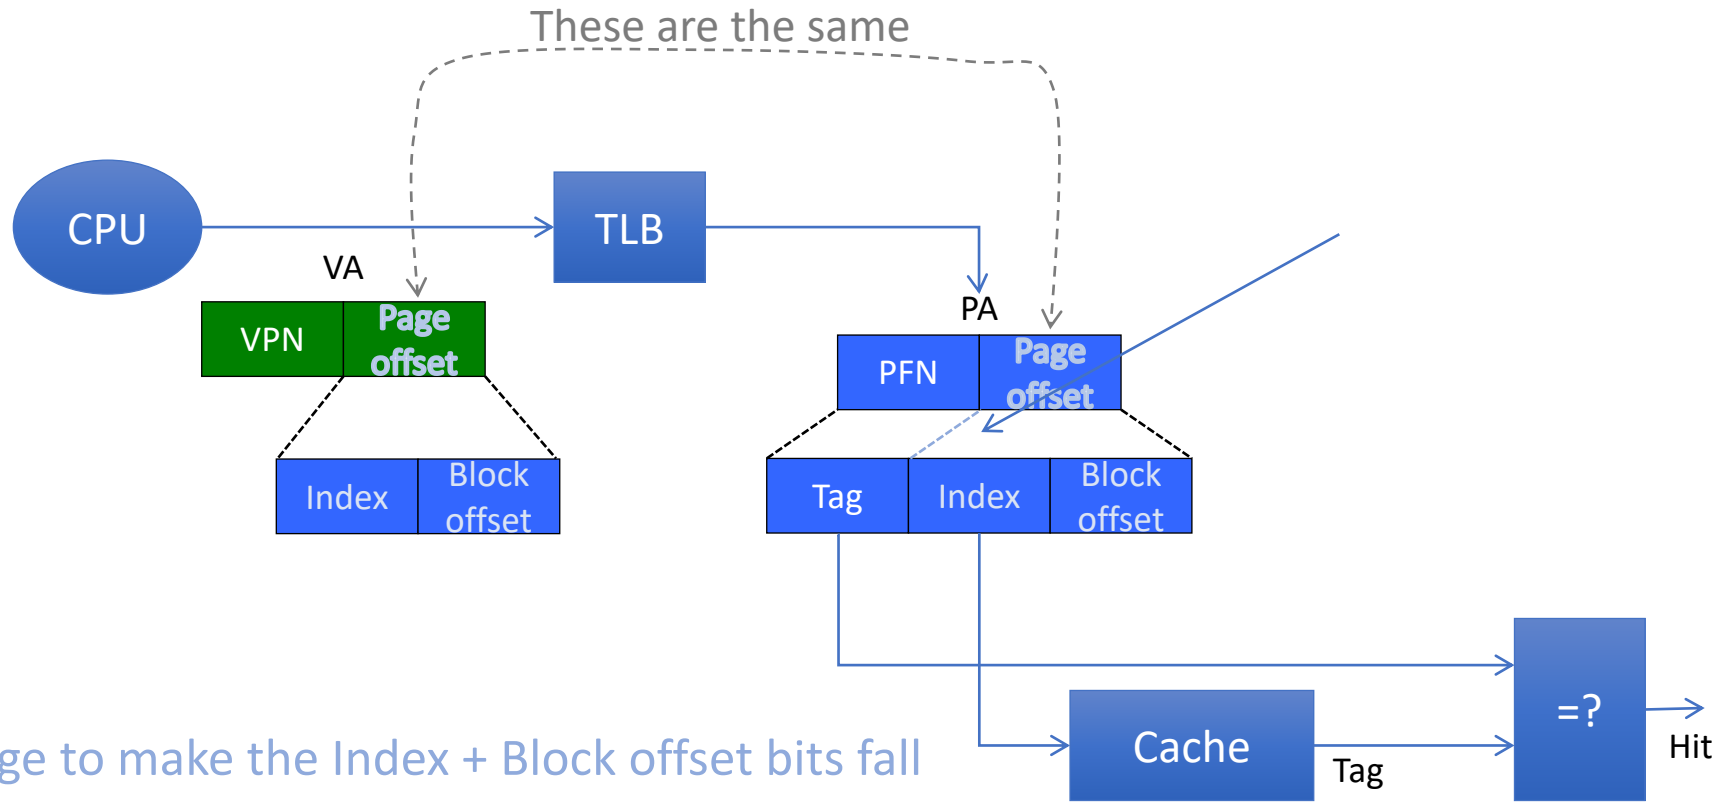 These are the same
CPU
TLB
VA
VPN
Page
offset
PA
PFN
Page
offset
Index
Block
offset
Tag
Index
Block
offset
=?
Cache
Tag
Hit
ge to make the Index + Block offset bits fall